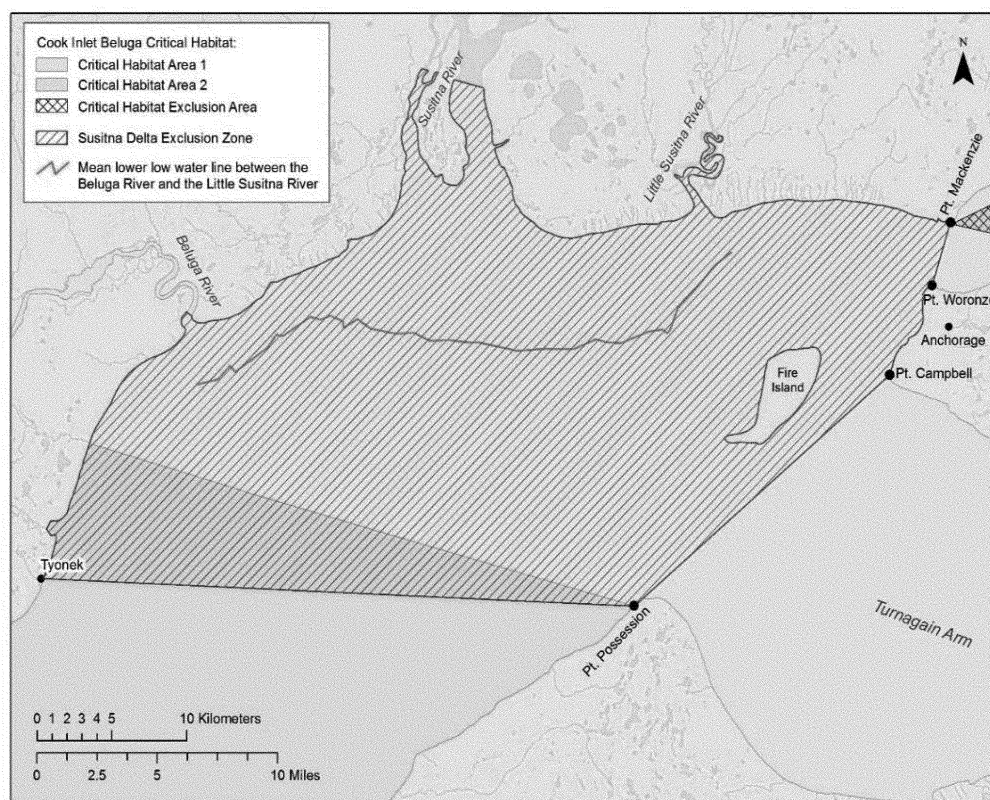 Cook Inlet Beluga Critical Habitat:
Critical Habitat Area 1
Critical Habitat Area 2
Critical Habitat Exclusion Area
Susitna Delta Exclusion Zone
Mean lower low water line between the
Beluga River and the Little Susitna River
N
Susitna River
Little Susitna River
Pt. Mackenzie
Beluga River
Pt. Woronzo
Anchorage
Pt. Campbell
Fire
Island
Tyonek
Pt. Possession
Turnagain Arm
0 1 2 3 4 5 10 Kilometers
0 2.5 5 10 Miles